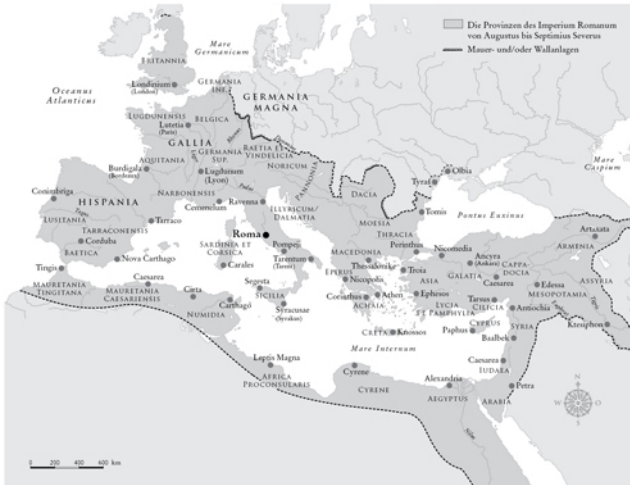 Die Provinzen des Imperium Romanum
von Augustus bis Septimius Severus
Mauer- und/oder Wallanlagen
Mare
Germanicum
Oceanus
Atlanticus
BRITANNIA
Londinium
(London)
GERMANIA
INF.
GERMANIA
MAGNA
LUGDUNENSIS
BELGICA
Lutetia
(Paris)
GALLIA
GERMANIA
SUP.
RAETIA ET
VINDELICIA
NORICUM
PANNONIA
AQUITANIA
Lugdunum
(Lyon)
Burdigala
(Bordeaux)
NARBONENSIS
Cemenelum
Ravenna
ILLYRICUM/
DALMATIA
DACIA
Tyras
Olbia
Mare
Caspium
Conimbriga
HISPANIA
LUSITANIA
Tagus
TARRACONENSIS
Tarraco
Corduba
BAETICA
Nova Carthago
Roma
Pompeji
Tarentum
SARDINIA ET
CORSICA
Carales
Segesta
SICILIA
Syracusae
(Syrakus)
MOESIA
Tomis
Pontus Euxinus
THRACIA
Perinthus
Nicomedia
MACEDONIA
Thessalonike
Troia
EPIRUS
Nicopolis
Corinthus
Athen
ACHAIA
Ephesos
ASIA
Ancyra
(Ankara)
GALATIA
CAPPA-
DOCIA
Caesarea
ARMENIA
Artaxata
ASSYRIA
Edessa
MESOPOTAMIA
Tarsus
CILICIA
LYCIA
ET PAMPHYLIA
Antiochia
CYPRUS
Paphus
SYRIA
Baalbek
Ktesiphon
CRETA
Knossos
Mare Internum
Tingis
MAURETANIA
TINGITANA
Caesarea
MAURETANIA
CAESARIENSIS
Cirta
Carthago
NUMIDIA
Leptis Magna
AFRICA
PROCONSULARIS
Cyrene
CYRENE
Alexandria
AEGYPTUS
Nilus
Caesarea
IUDAEA
Petra
ARABIA
N
W
O
S
0 200 400 600 km